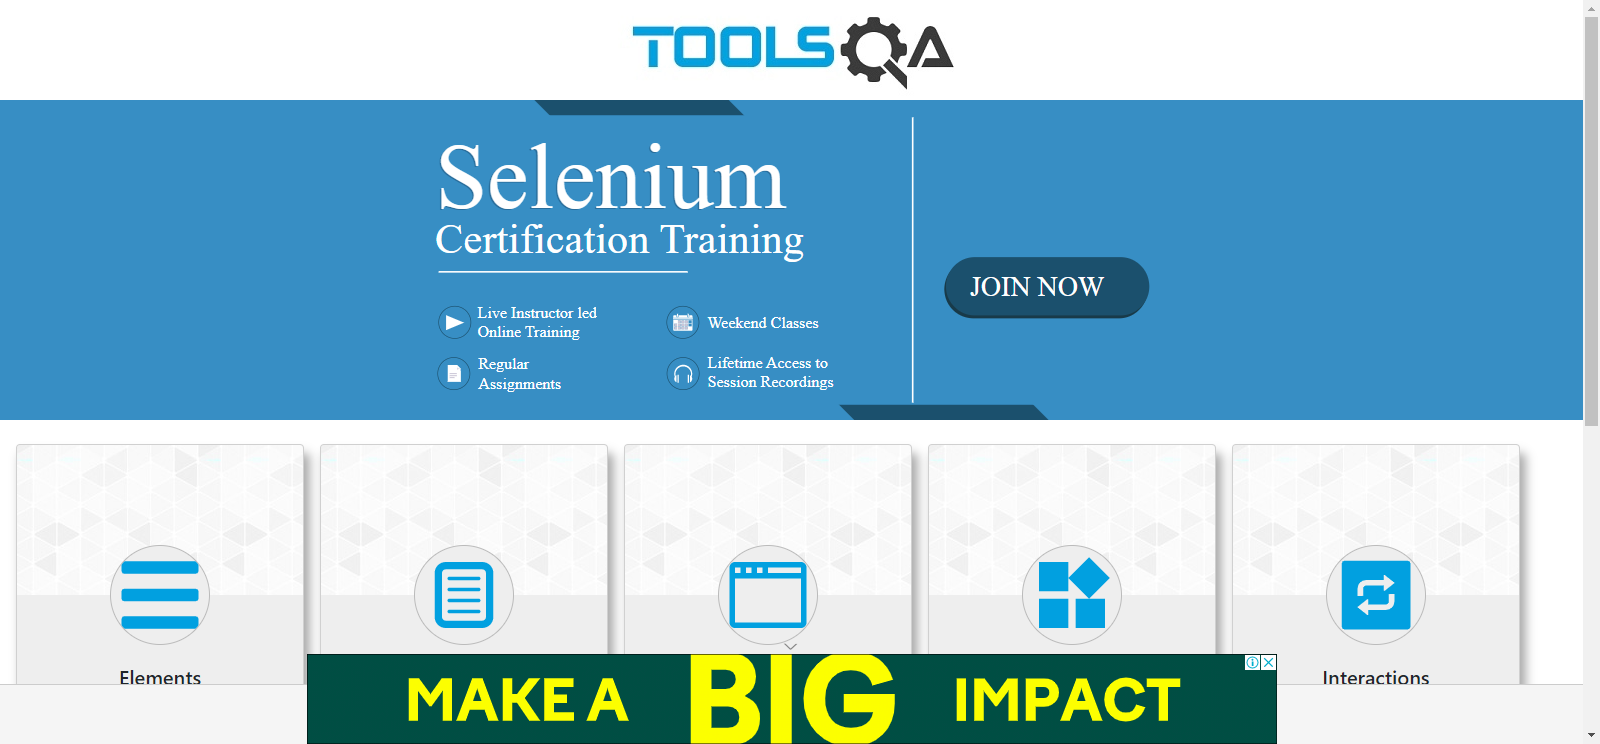 TOOLSQA
Selenium
Certification Training
JOIN NOW
Live Instructor led
Online Training
Weekend Classes
Regular
Assignments
Lifetime Access to
Session Recordings
Elements
Interactions
MAKE A BIG IMPACT